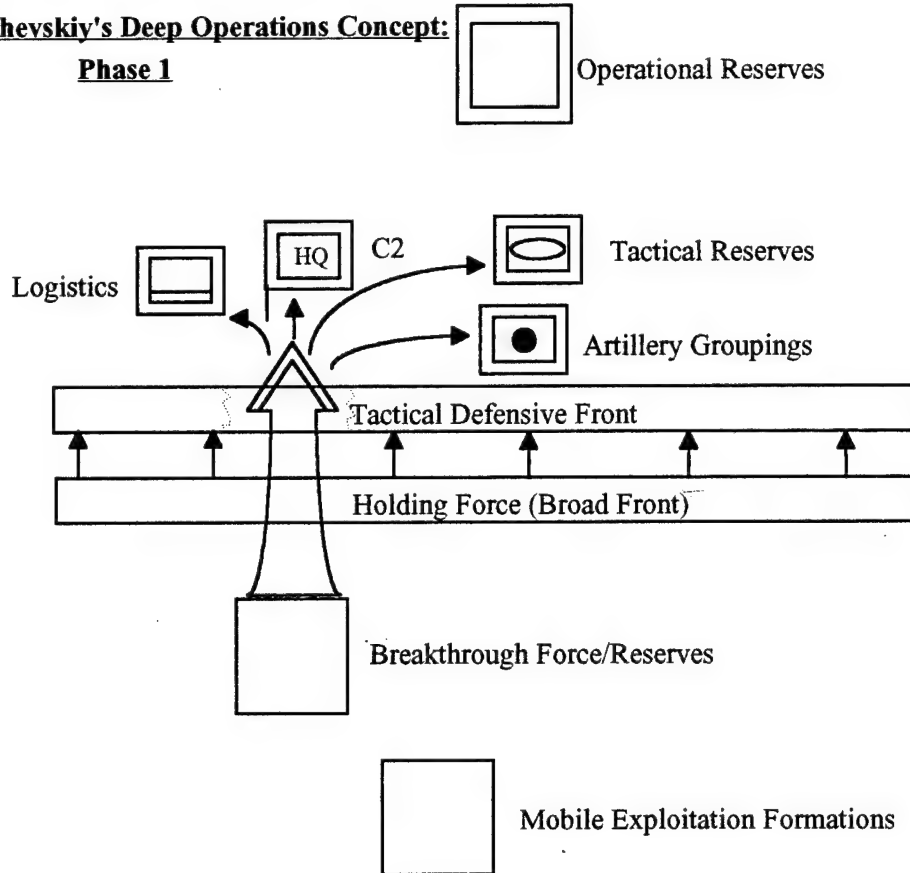 hevskiy's Deep Operations Concept:
Phase 1
Operational Reserves
HQ
C2
Tactical Reserves
Logistics
Artillery Groupings
Tactical Defensive Front
Holding Force (Broad Front)
Breakthrough Force/Reserves
Mobile Exploitation Formations